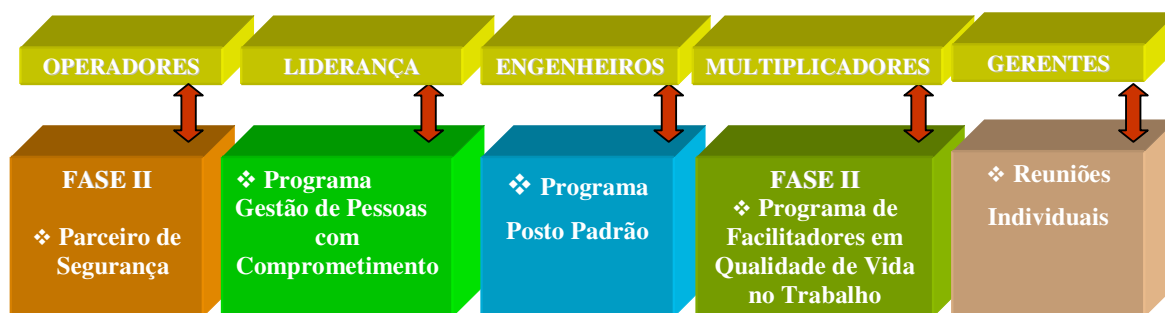 OPERADORES
LIDERANÇA
ENGENHEIROS
MULTIPLICADORES
GERENTES
FASE II
❖ Parceiro de
Segurança
❖ Programa
Gestão de Pessoas
com
Comprometimento
❖ Programa
Posto Padrão
FASE II
❖ Programa de
Facilitadores em
Qualidade de Vida
no Trabalho
❖ Reuniões
Individuais